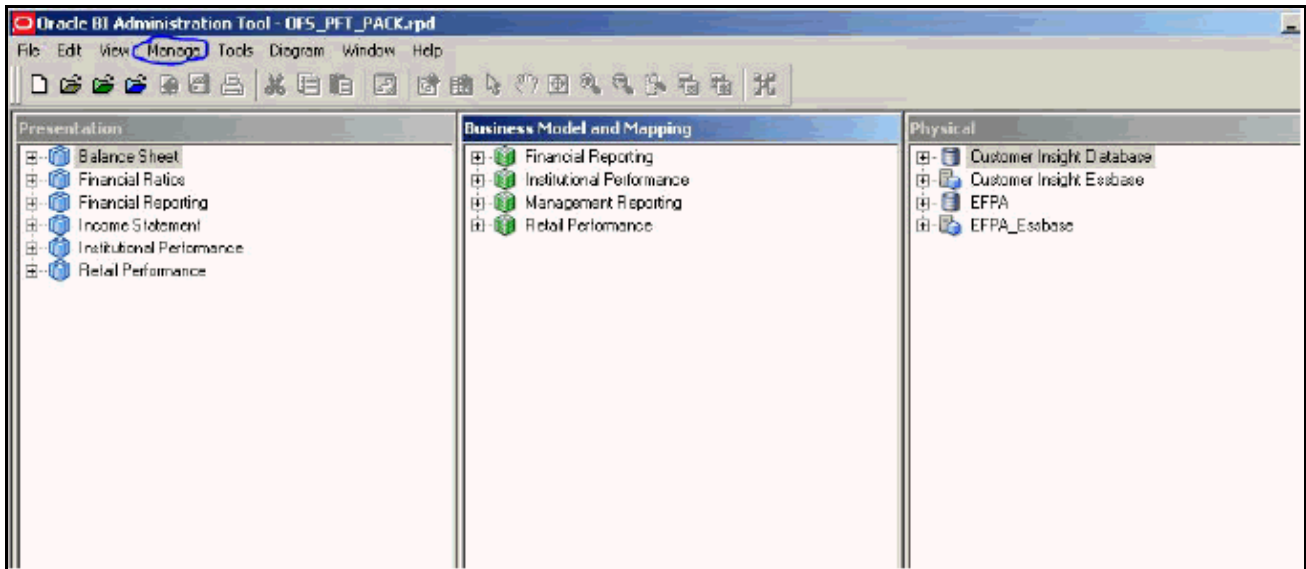 Oracle BI Administration Tool - OFS_PFT_PACK.rpd
File Edit View Manage Tools Diagram Window Help
Presentation
Balance Sheet
Financial Ratios
Financial Reporting
Income Statement
Institutional Performance
Retail Performance
Business Model and Mapping
Financial Reporting
Institutional Performance
Management Reporting
Retail Performance
Physical
Customer Insight Database
Customer Insight Essbase
EFPA
EFPA_Essbase